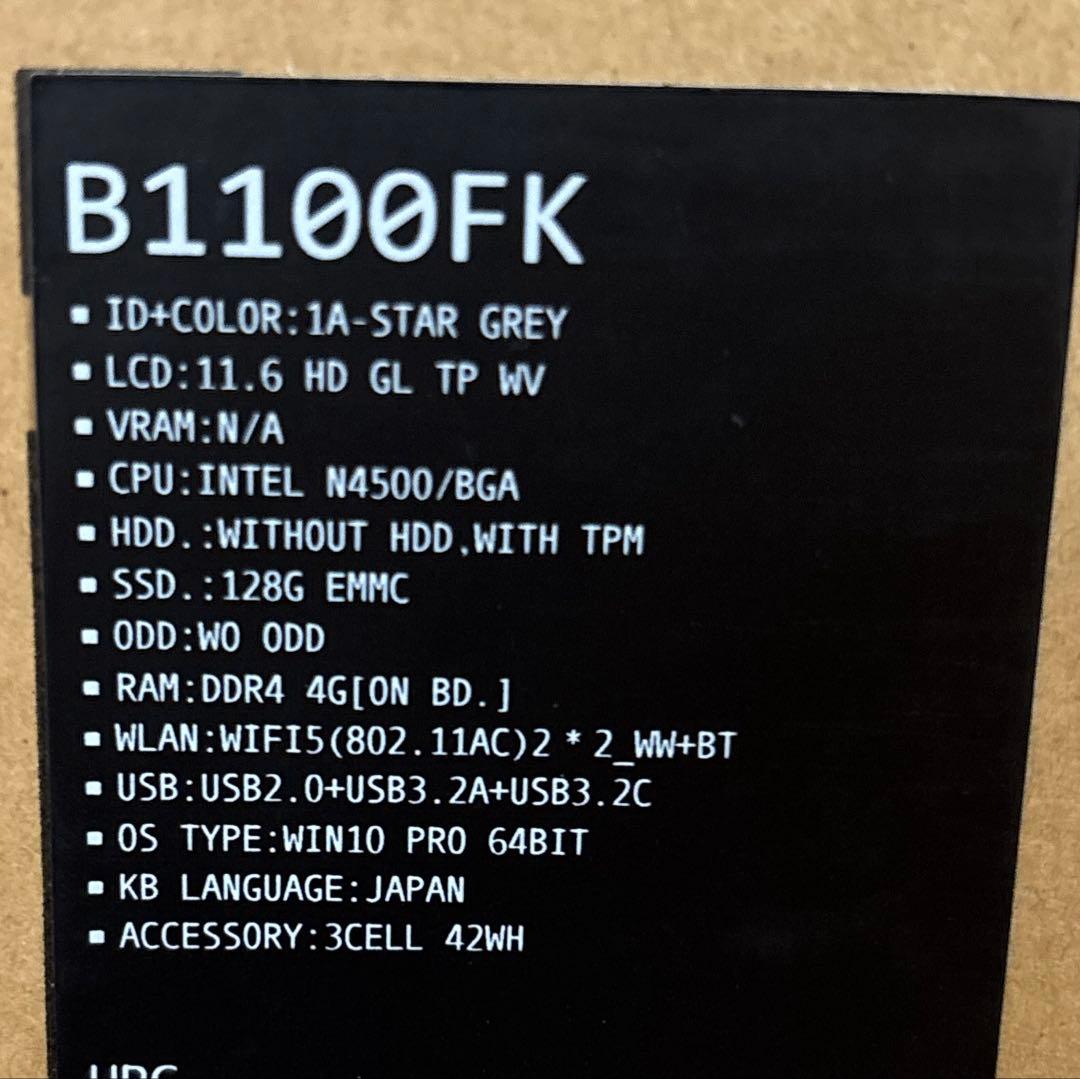 B1100FK
▪ ID+COLOR:1A-STAR GREY
▪ LCD:11.6 HD GL TP WV
▪ VRAM:N/A
▪ CPU:INTEL N4500/BGA
▪ HDD.:WITHOUT HDD,WITH TPM
▪ SSD.:128G EMMC
▪ ODD:WO ODD
▪ RAM:DDR4 4G[ON BD.]
▪ WLAN:WIFI5(802.11AC)2*2_WW+BT
▪ USB:USB2.0+USB3.2A+USB3.2C
▪ OS TYPE:WIN10 PRO 64BIT
▪ KB LANGUAGE:JAPAN
▪ ACCESSORY:3CELL 42WH